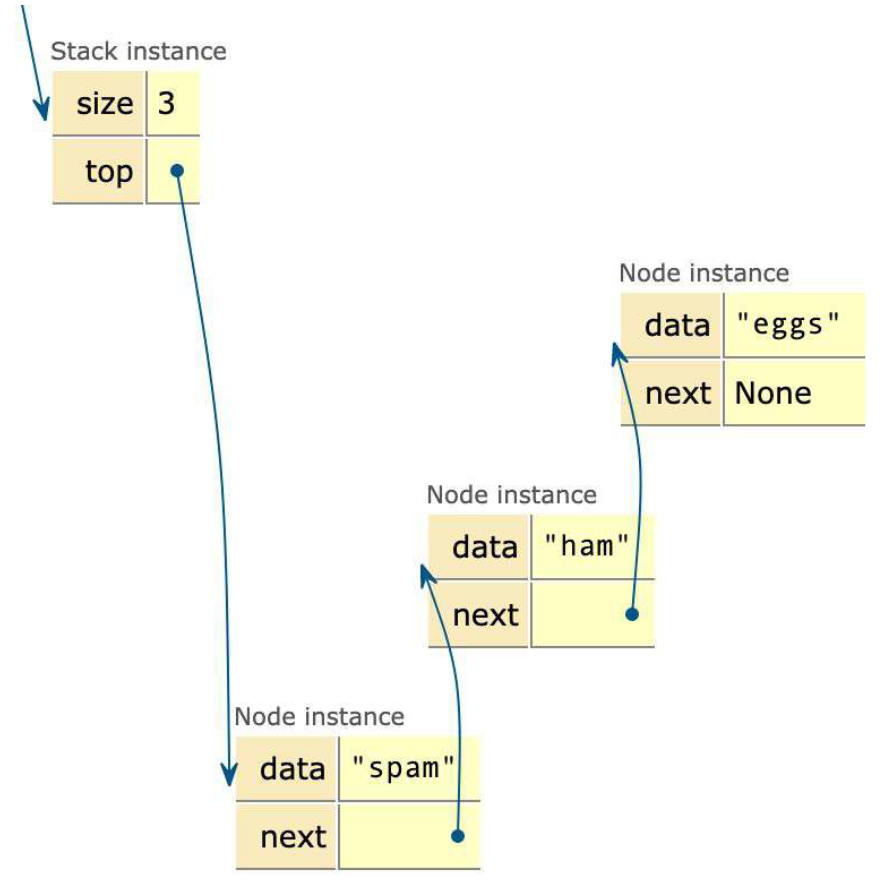 Stack instance
size 3
top
Node instance
data "eggs"
next None
Node instance
data "ham"
next
Node instance
data "spam"
next